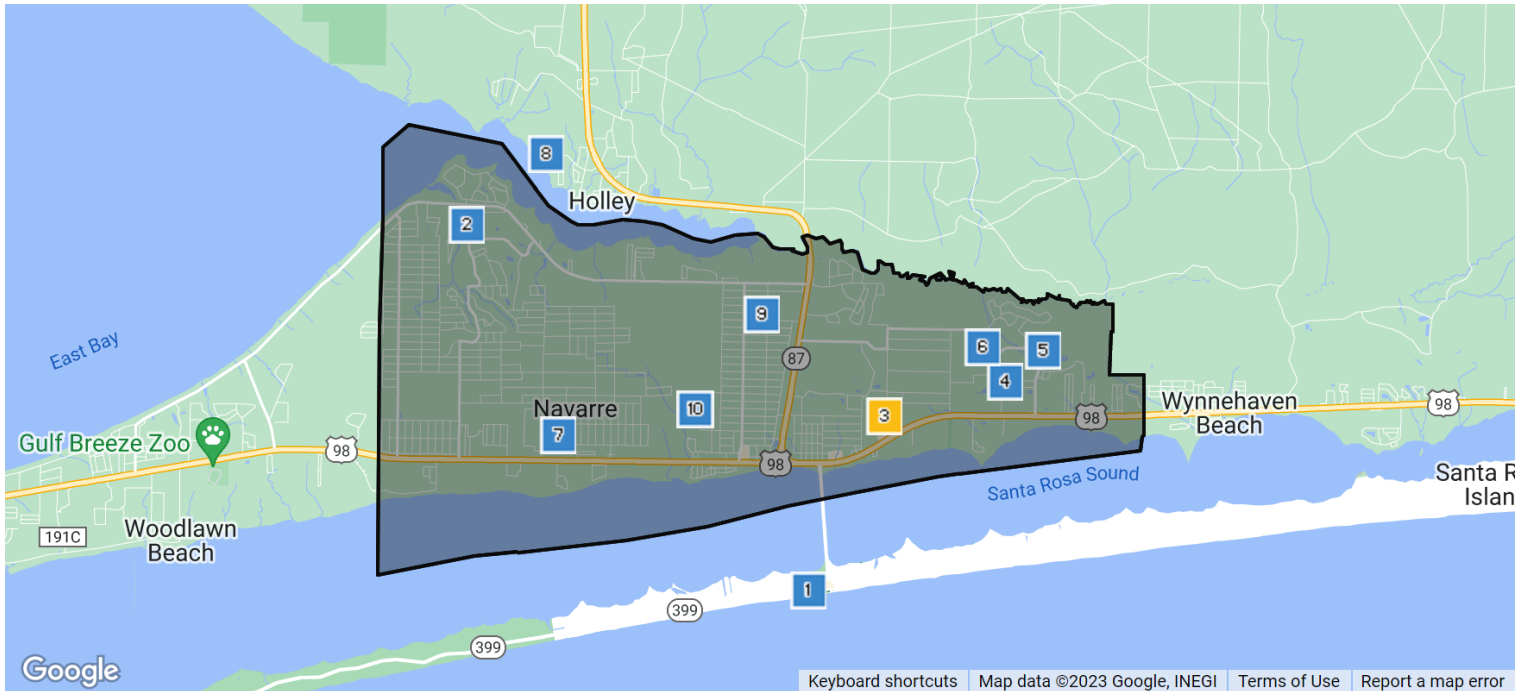 8
Holley
2
9
87
6
5
4
East Bay
Navarre
7
10
3
98
Wynnehaven
Beach
98
Gulf Breeze Zoo
98
98
Santa Rosa Sound
Santa R
Islan
Woodlawn
Beach
191C
1
399
399
Google
Keyboard shortcuts
Map data ©2023 Google, INEGI
Terms of Use
Report a map error